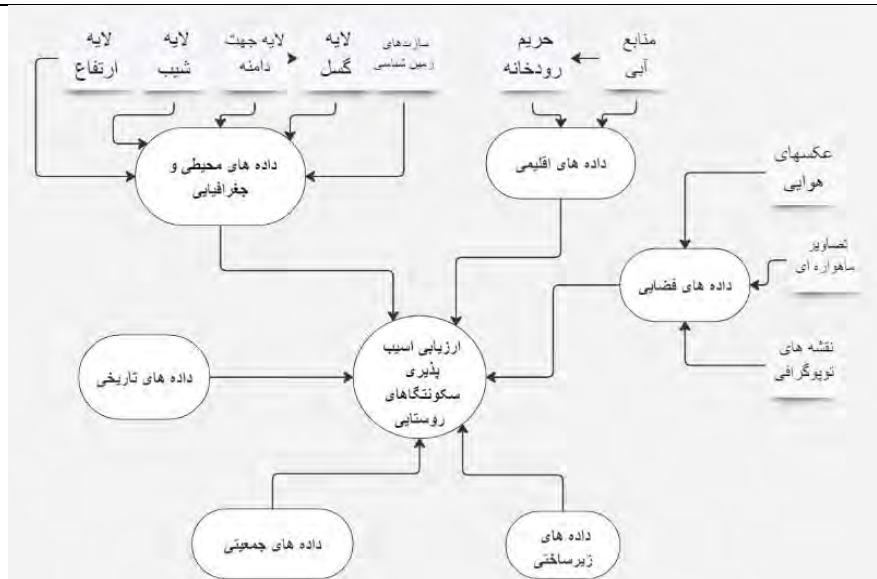 لایه
ارتفاع
لایه
شیب
لایه جهت
دامنه
لایه
گسل
سازندهای
زمین شناسی
حریم
رودخانه
منابع
آبی
داده های محیطی و
جغرافیایی
داده های اقلیمی
عکسهای
هوایی
تصاویر
ماهواره ای
نقشه های
توپوگرافی
داده های فضایی
ارزیابی اسیب
پذیری
سکونتگاهای
روستایی
داده های تاریخی
داده های جمعیتی
داده های
زیرساختی